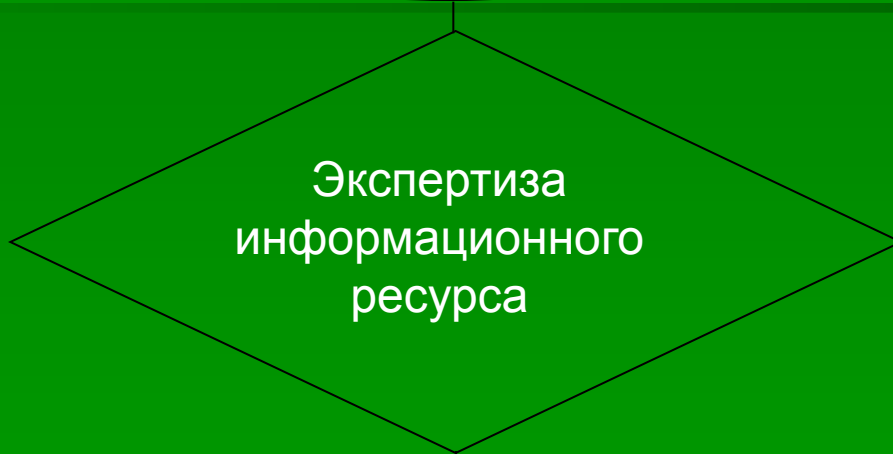 Экспертиза
информационного
ресурса